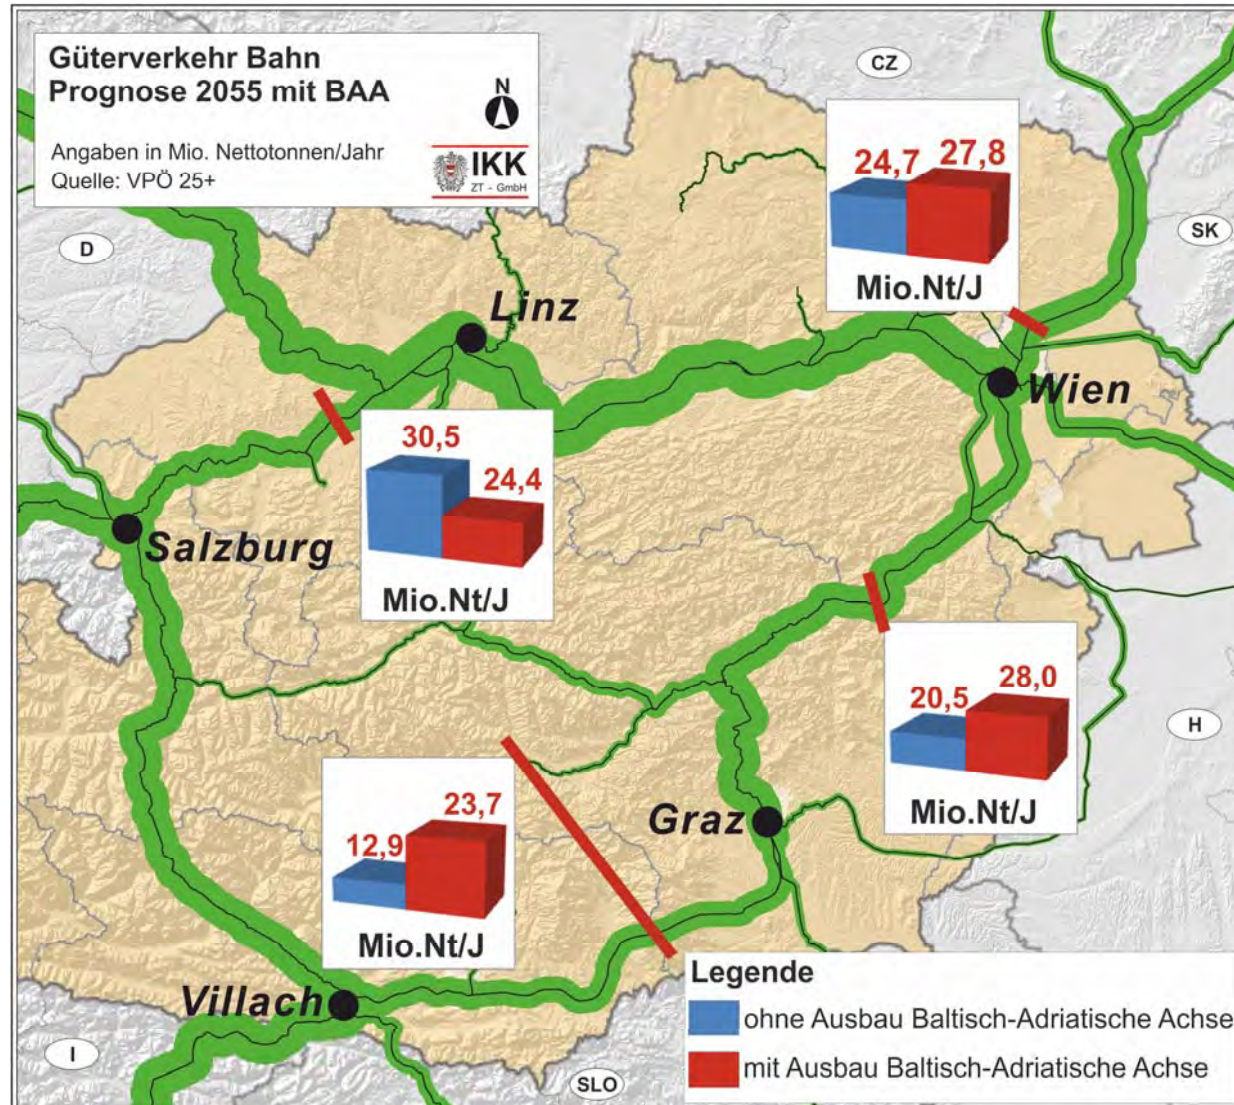 Güterverkehr Bahn
Prognose 2055 mit BAA
Angaben in Mio. Nettotonnen/Jahr
Quelle: VPÖ 25+
N
IKK
ZT - GmbH
CZ
24,7
27,8
Mio.Nt/J
SK
D
Linz
Wien
30,5
24,4
Mio.Nt/J
Salzburg
20,5
28,0
Mio.Nt/J
H
12,9
23,7
Mio.Nt/J
Graz
Villach
I
SLO
Legende
ohne Ausbau Baltisch-Adriatische Achse
mit Ausbau Baltisch-Adriatische Achse